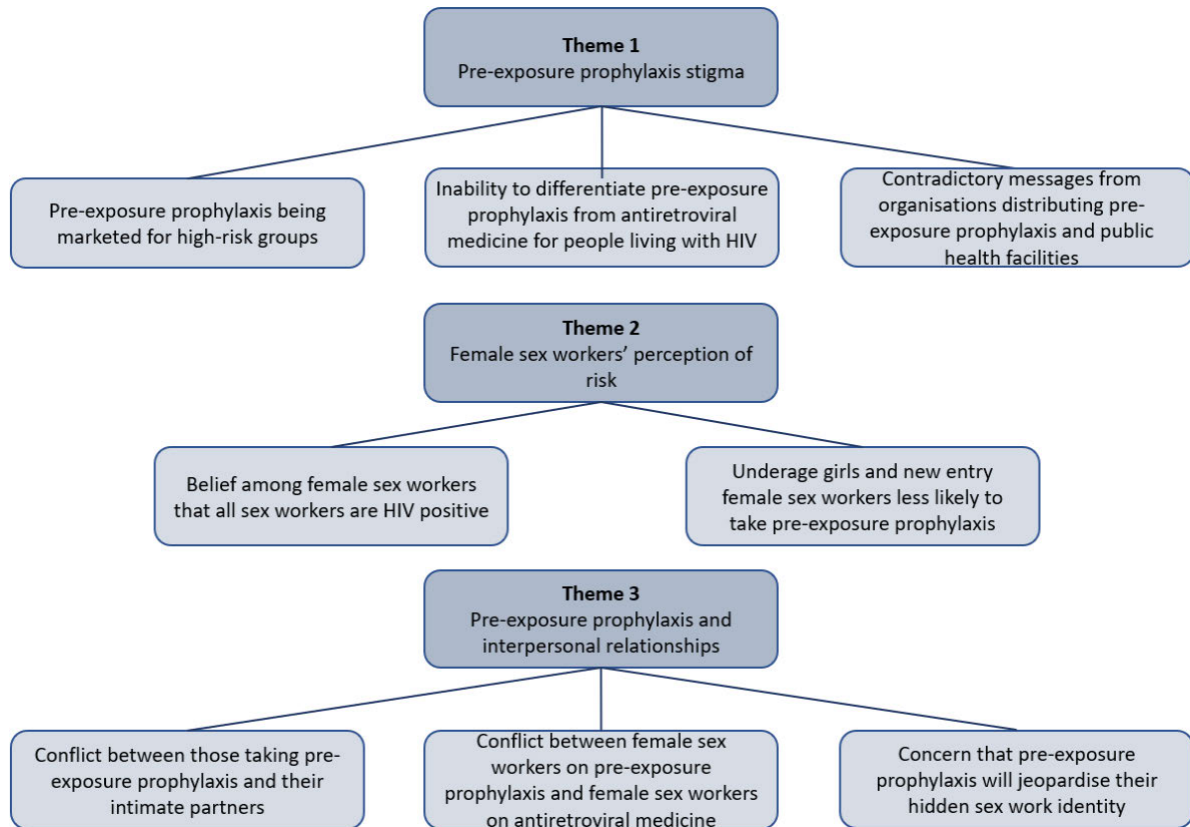 Theme 1
Pre-exposure prophylaxis stigma
Pre-exposure prophylaxis being
marketed for high-risk groups
Inability to differentiate pre-exposure
prophylaxis from antiretroviral
medicine for people living with HIV
Contradictory messages from
organisations distributing pre-
exposure prophylaxis and public
health facilities
Theme 2
Female sex workers’ perception of
risk
Belief among female sex workers
that all sex workers are HIV positive
Underage girls and new entry
female sex workers less likely to
take pre-exposure prophylaxis
Theme 3
Pre-exposure prophylaxis and
interpersonal relationships
Conflict between those taking pre-
exposure prophylaxis and their
intimate partners
Conflict between female sex
workers on pre-exposure
prophylaxis and female sex workers
on antiretroviral medicine
Concern that pre-exposure
prophylaxis will jeopardise their
hidden sex work identity